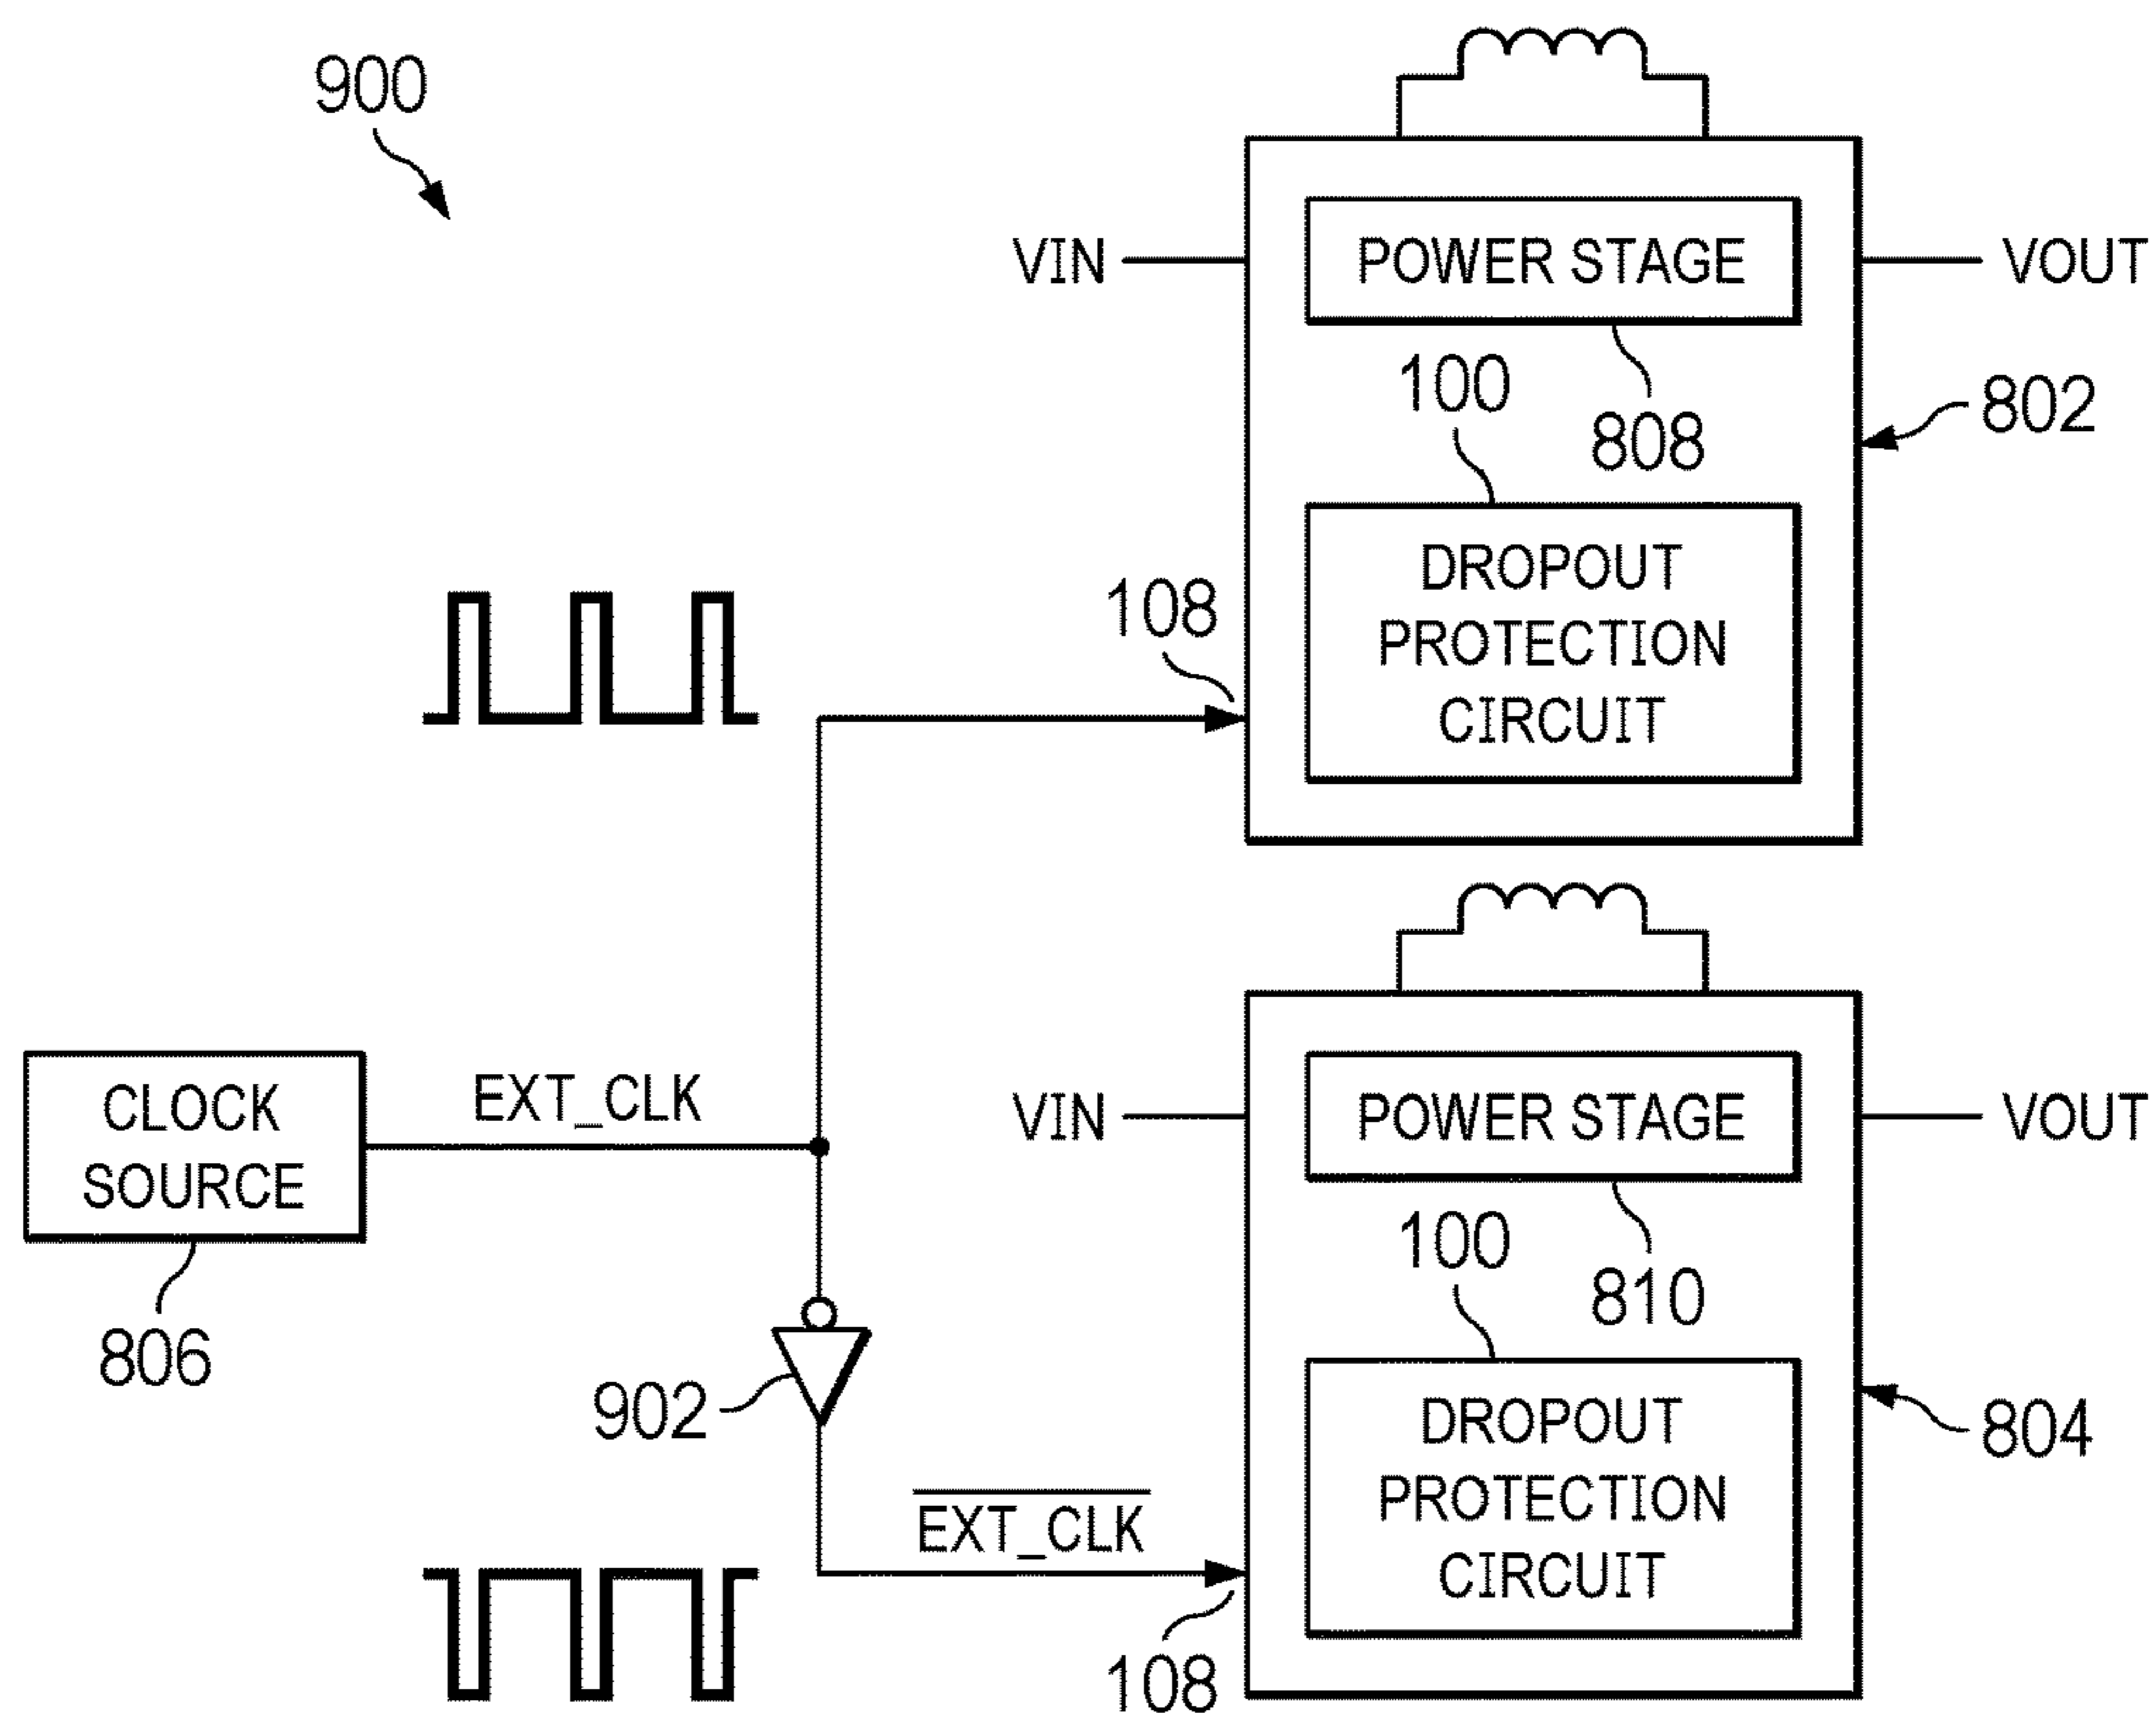 900
VIN
POWER STAGE
VOUT
100
808
802
DROPOUT
PROTECTION
CIRCUIT
108
CLOCK
SOURCE
806
EXT_CLK
902
EXT_CLK
VIN
POWER STAGE
VOUT
100
810
804
DROPOUT
PROTECTION
CIRCUIT
108